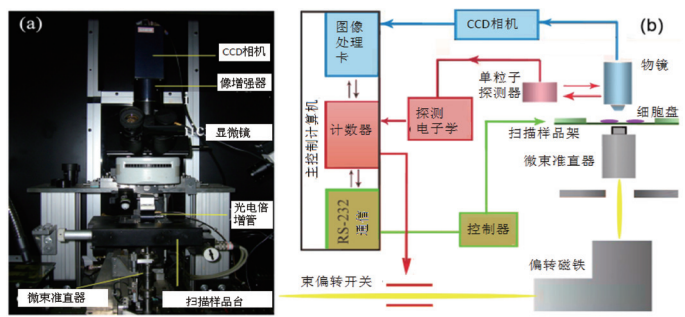 (a)
CCD相机
像增强器
显微镜
光电倍
增管
微束准直器
扫描样品台
(b)
主控制计算机
图像
处理
卡
CCD相机
物镜
单粒子
探测器
细胞盘
计数器
探测
电子学
扫描样品架
微束准直器
RS-232
控制器
偏转磁铁
束偏转开关